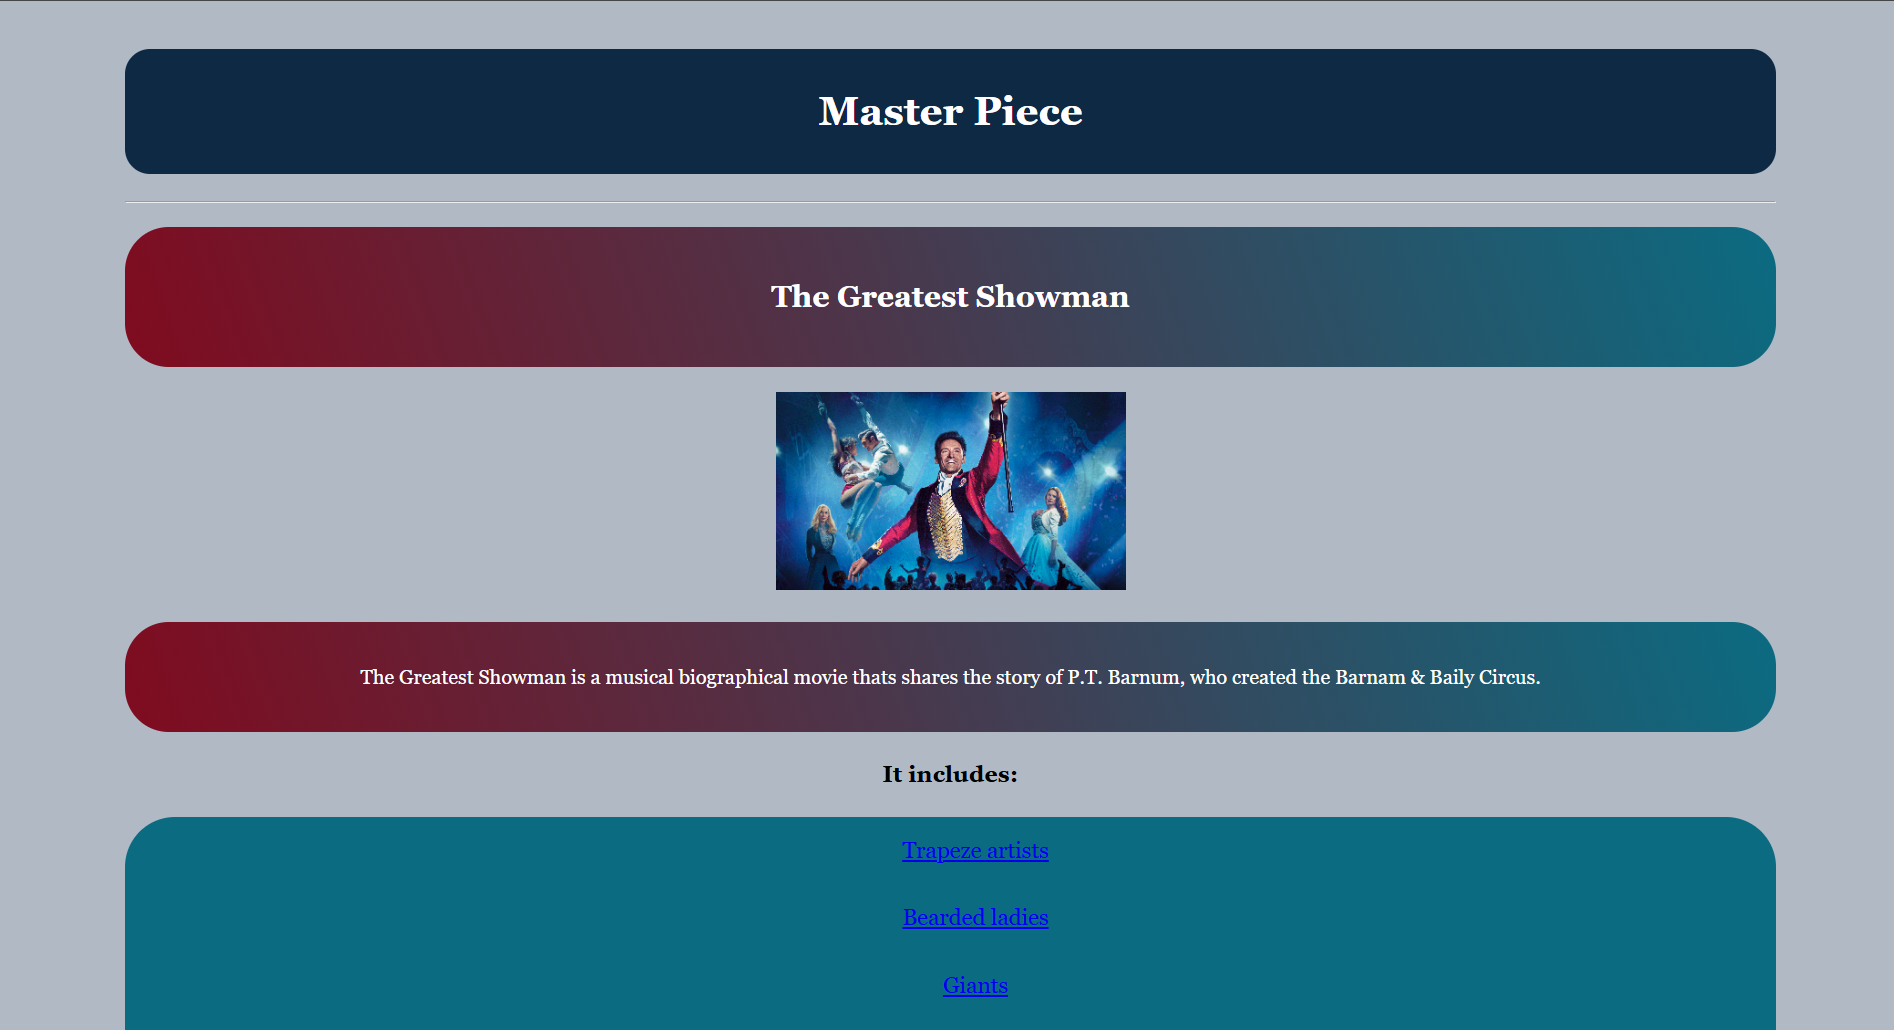 Master Piece
The Greatest Showman
The Greatest Showman is a musical biographical movie thats shares the story of P.T. Barnum, who created the Barnam & Baily Circus.
It includes:
Trapeze artists
Bearded ladies
Giants